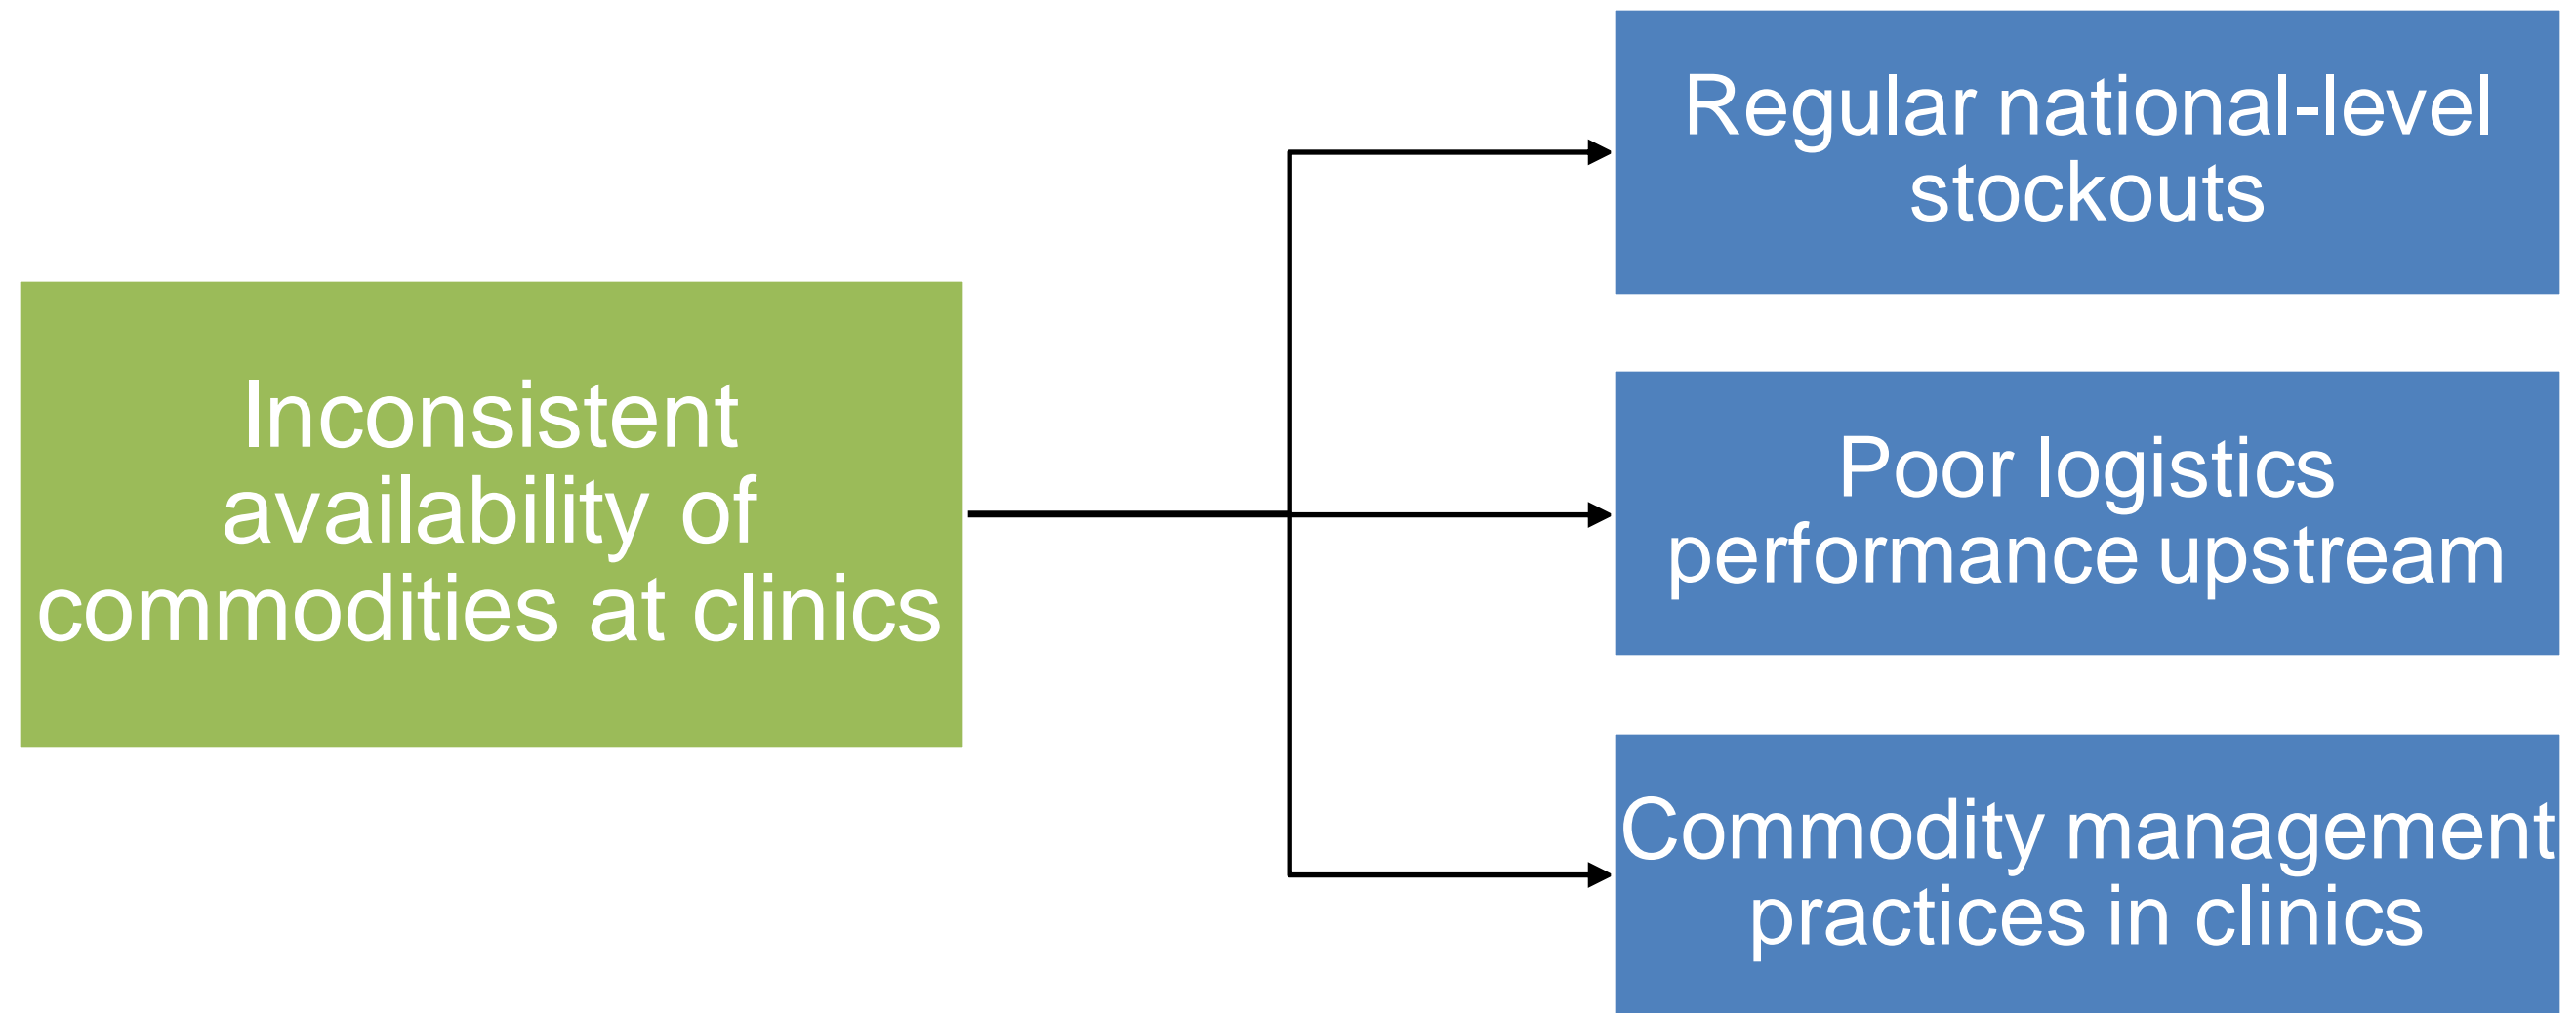 Inconsistent
availability of
commodities at clinics
Regular national-level
stockouts
Poor logistics
performance upstream
Commodity management
practices in clinics